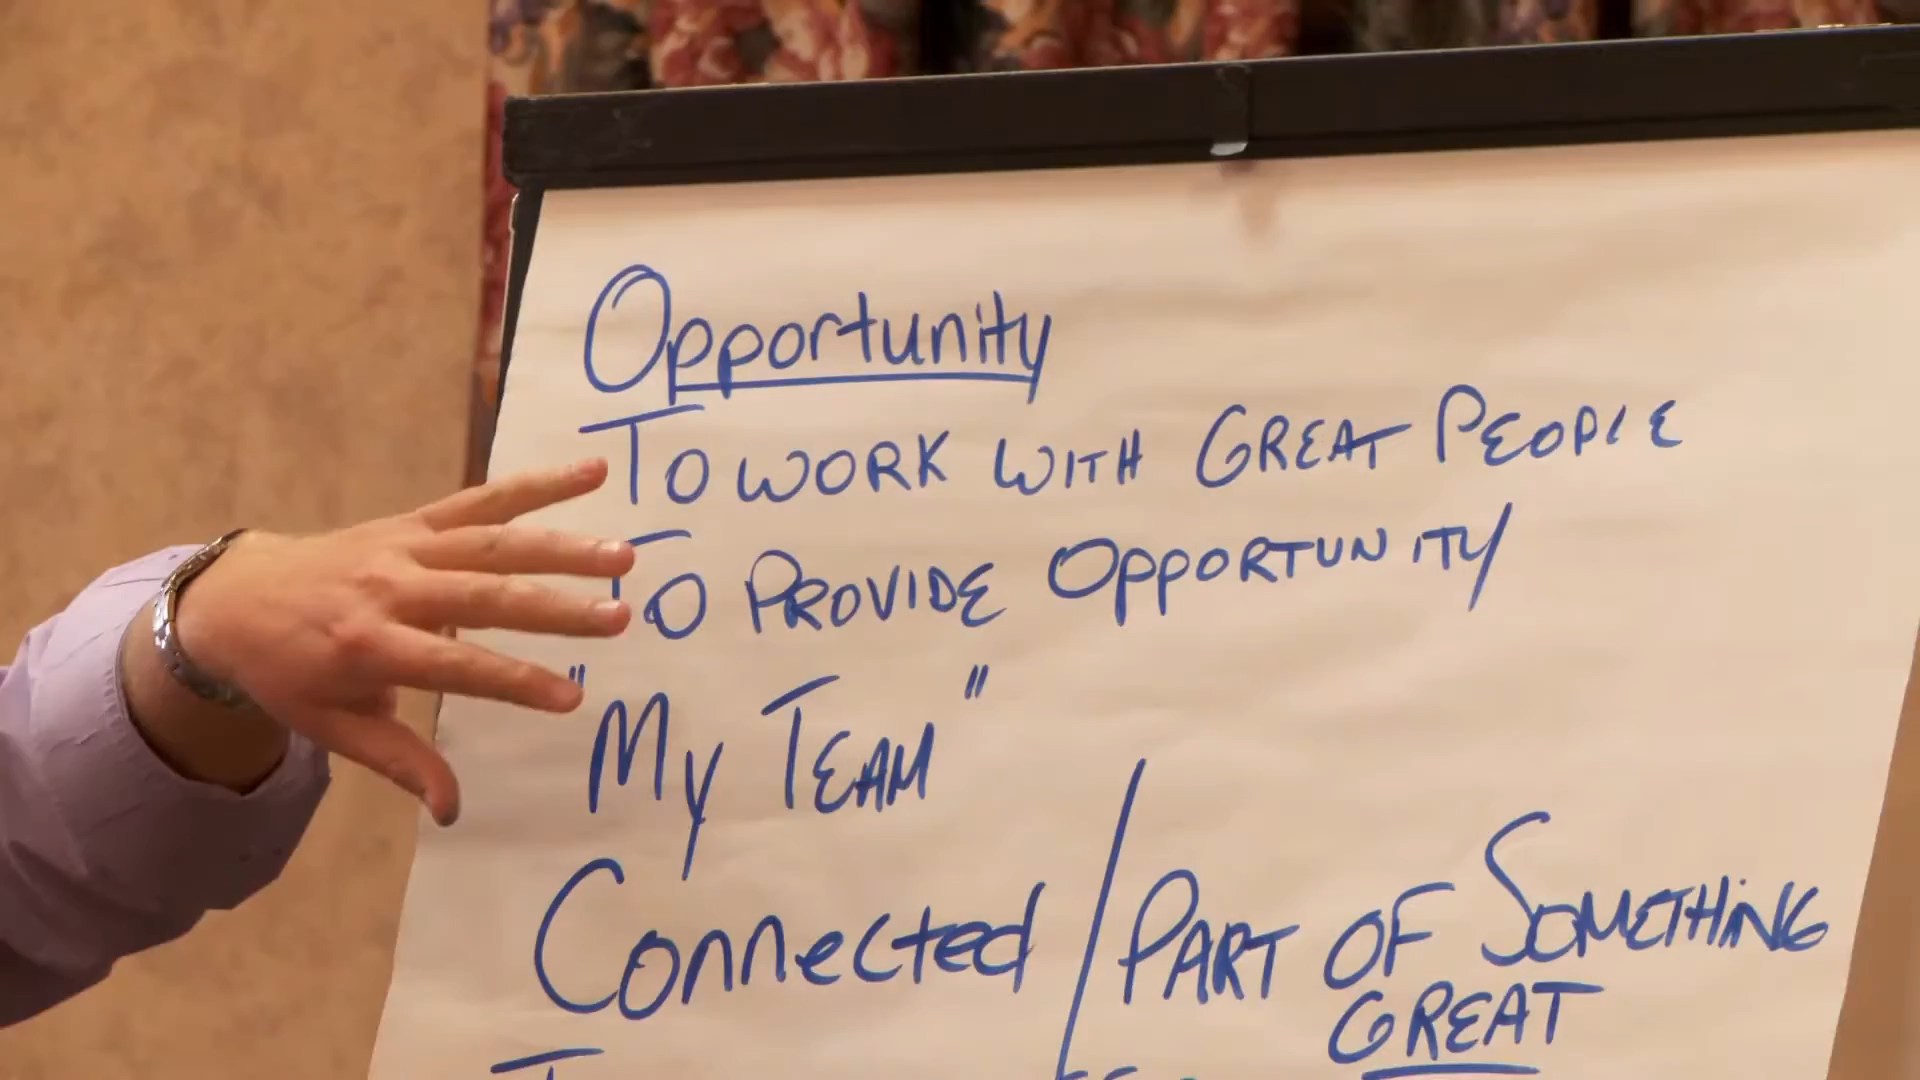 Opportunity
To WORK WITH GREAT PEOPLE
To PROVIDE OPPORTUNITY
"My TEAM"
Connected / PART OF SOMETHING
GREAT